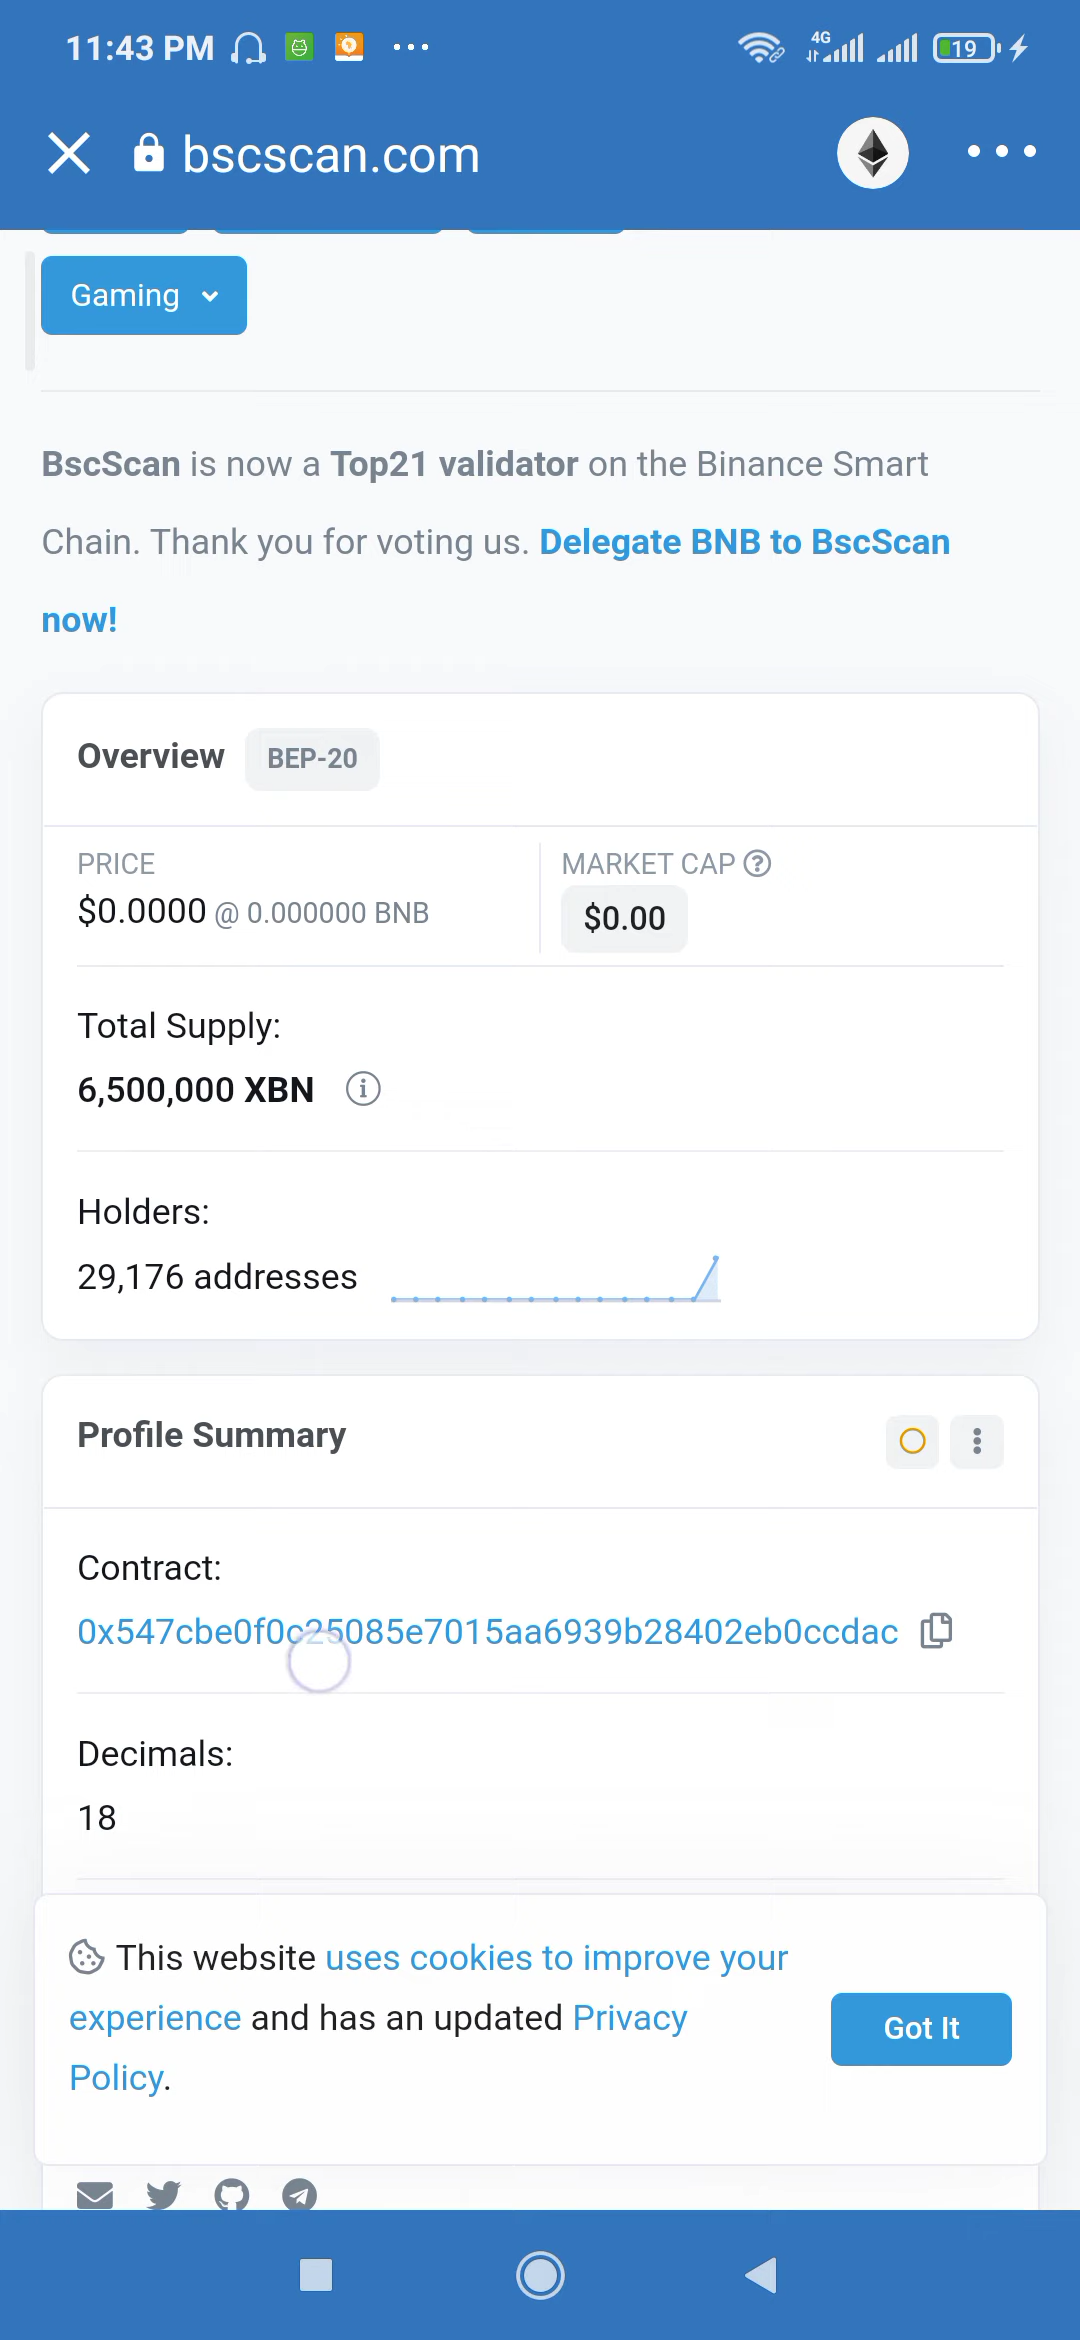 11:43 PM
4G
19
bscscan.com
Gaming
BscScan is now a Top21 validator on the Binance Smart
Chain. Thank you for voting us. Delegate BNB to BscScan
now!
Overview BEP-20
PRICE
$0.0000 @ 0.000000 BNB
MARKET CAP
$0.00
Total Supply:
6,500,000 XBN
Holders:
29,176 addresses
Profile Summary
Contract:
0x547cbe0f0c25085e7015aa6939b28402eb0ccdac
Decimals:
18
This website uses cookies to improve your
experience and has an updated Privacy
Policy.
Got It